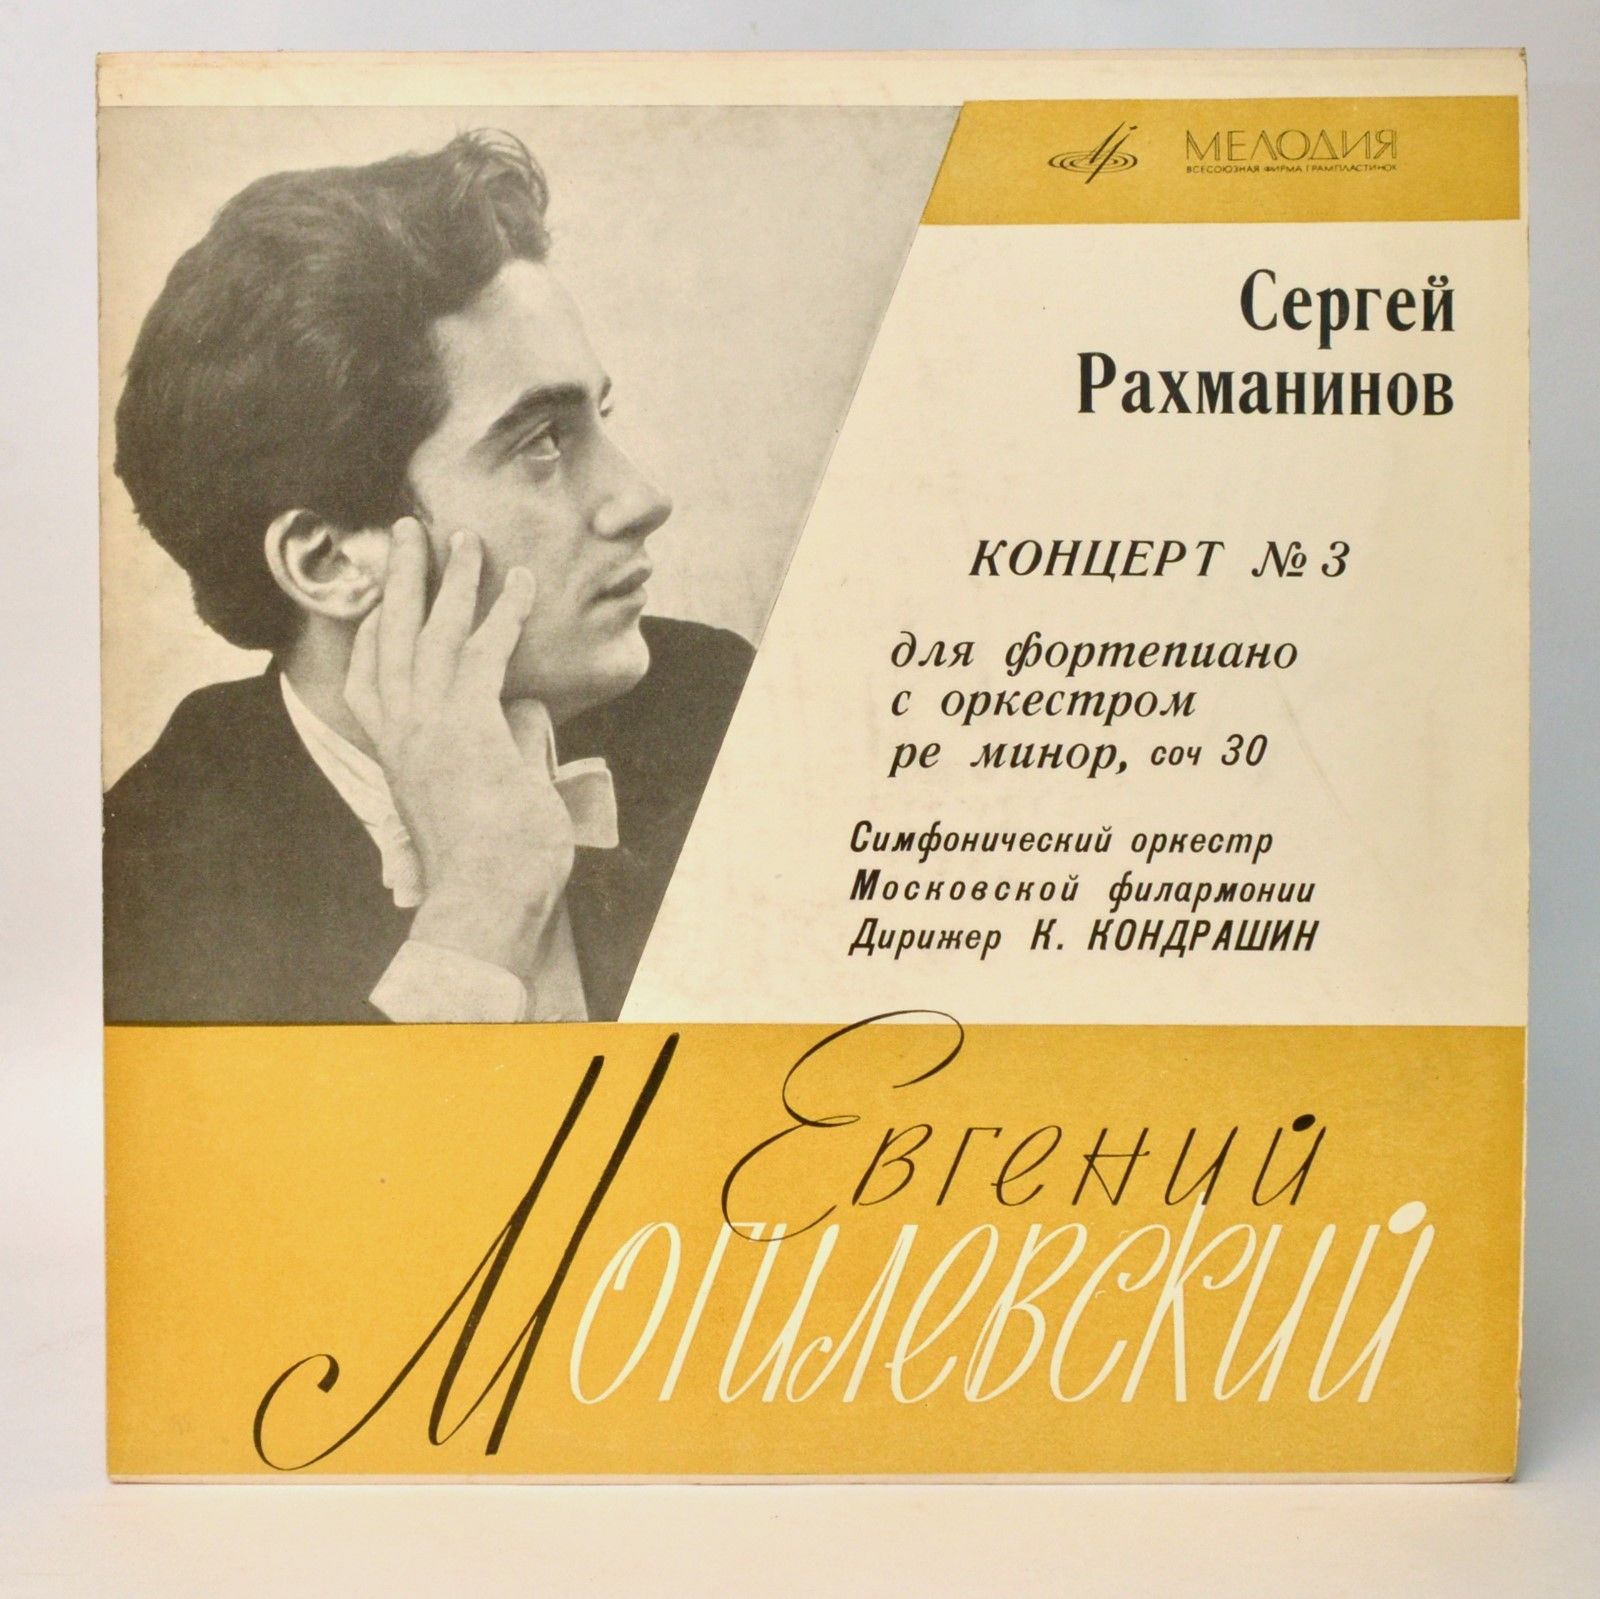 МЕЛОДИЯ
ВСЕСОЮЗНАЯ ФИРМА ГРАМПЛАСТИНОК
Сергей
Рахманинов
КОНЦЕРТ № 3
для фортепиано
с оркестром
ре минор, соч 30
Симфонический оркестр
Московской филармонии
Дирижер К. КОНДРАШИН
Евгений
Могилевский